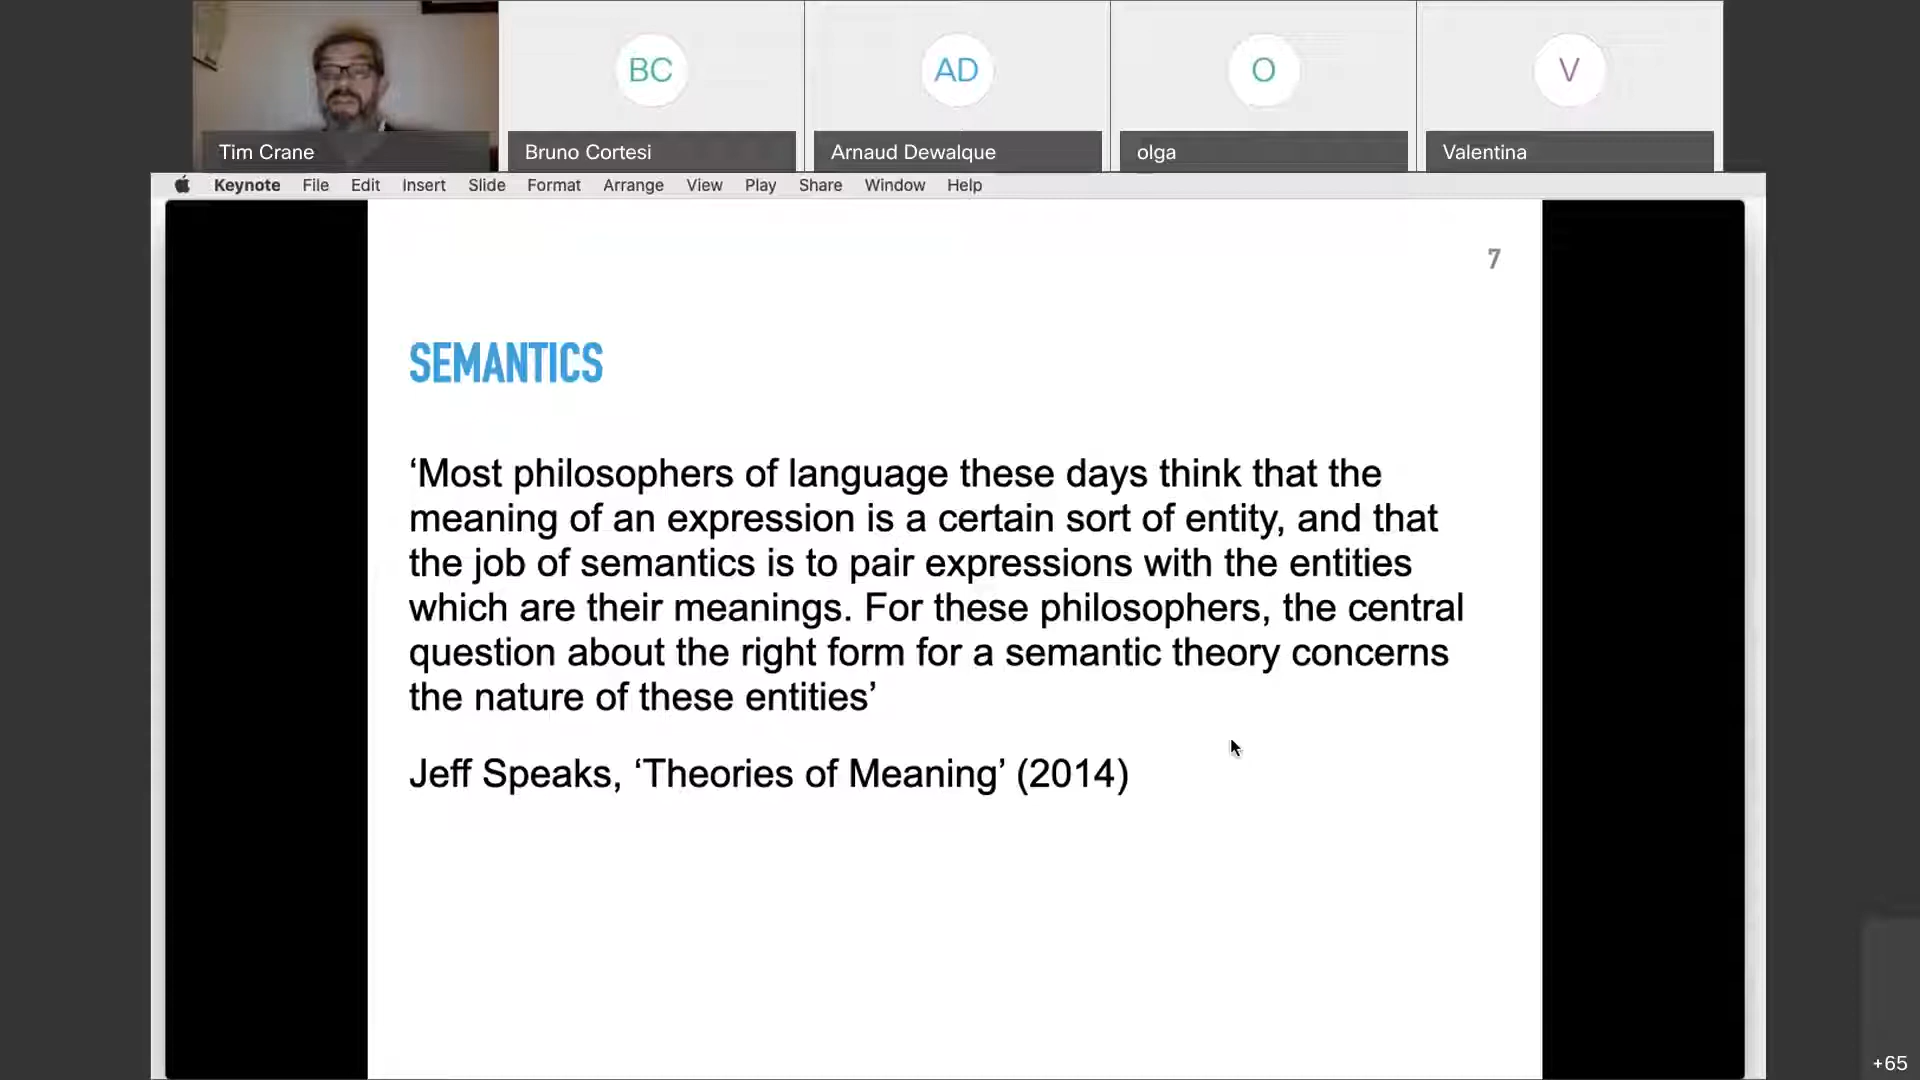 BC
AD
O
V
Tim Crane
Bruno Cortesi
Arnaud Dewalque
olga
Valentina
Keynote File Edit Insert Slide Format Arrange View Play Share Window Help
7
SEMANTICS
‘Most philosophers of language these days think that the
meaning of an expression is a certain sort of entity, and that
the job of semantics is to pair expressions with the entities
which are their meanings. For these philosophers, the central
question about the right form for a semantic theory concerns
the nature of these entities’
Jeff Speaks, ‘Theories of Meaning’ (2014)
+65